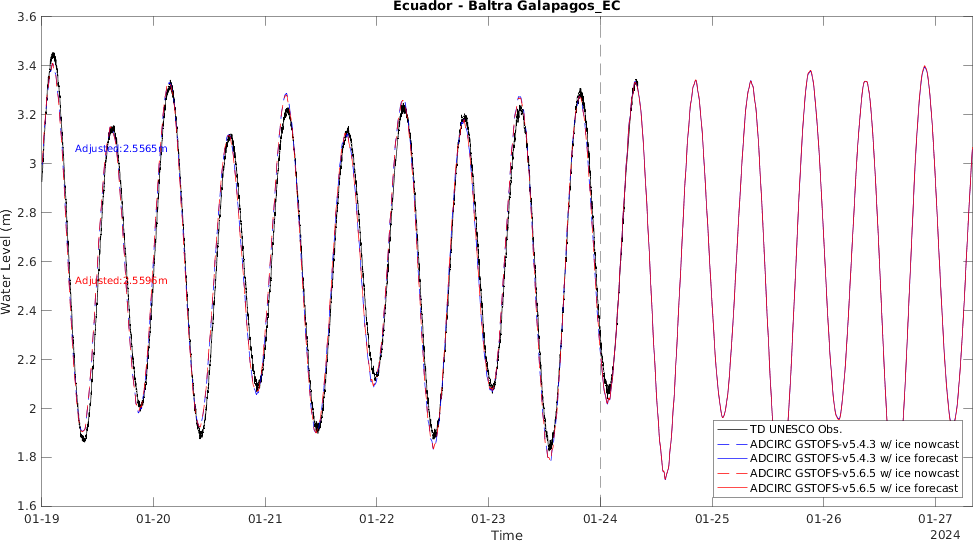 Ecuador - Baltra Galapagos_EC
3.6
3.4
3.2
3
2.8
2.6
2.4
2.2
2
1.8
1.6
Water Level (m)
Adjusted:2.5565m
Adjusted:2.5596m
TD UNESCO Obs.
ADCIRC GSTOFS-v5.4.3 w/ ice nowcast
ADCIRC GSTOFS-v5.4.3 w/ ice forecast
ADCIRC GSTOFS-v5.6.5 w/ ice nowcast
ADCIRC GSTOFS-v5.6.5 w/ ice forecast
01-19 01-20 01-21 01-22 01-23 01-24 01-25 01-26 01-27
Time
2024